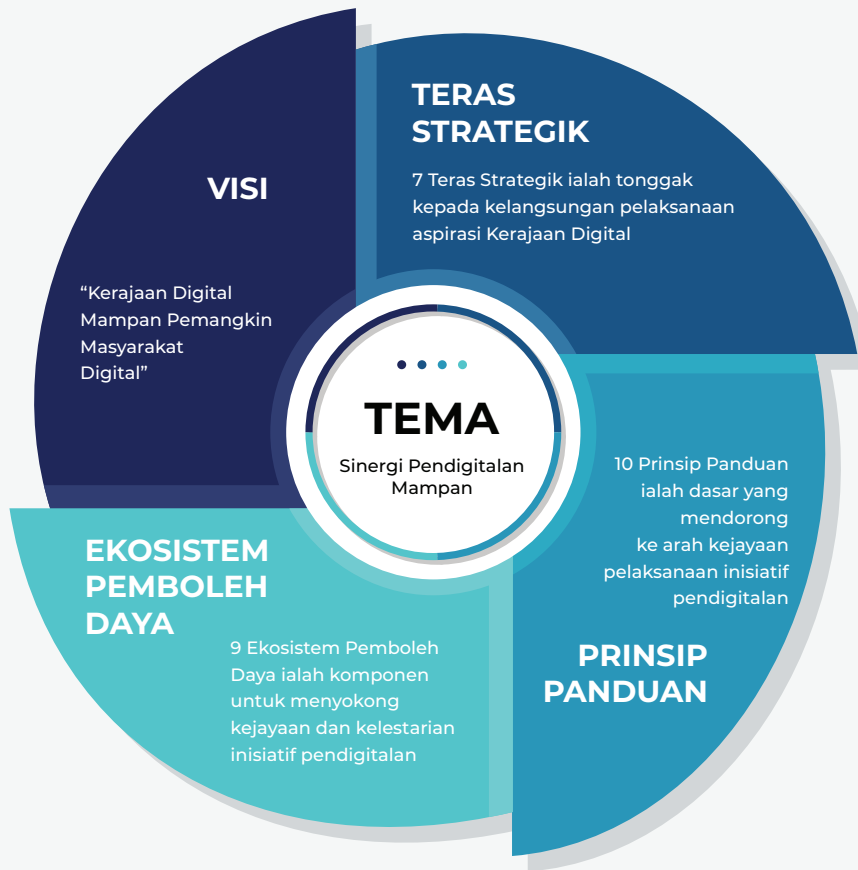 VISI
“Kerajaan Digital
Mampan Pemangkin
Masyarakat
Digital”
TERAS
STRATEGIK
7 Teras Strategik ialah tonggak
kepada kelangsungan pelaksanaan
aspirasi Kerajaan Digital
TEMA
Sinergi Pendigitalan
Mampan
10 Prinsip Panduan
ialah dasar yang
mendorong
ke arah kejayaan
pelaksanaan inisiatif
pendigitalan
PRINSIP
PANDUAN
EKOSISTEM
PEMBOLEH
DAYA
9 Ekosistem Pemboleh
Daya ialah komponen
untuk menyokong
kejayaan dan kelestarian
inisiatif pendigitalan